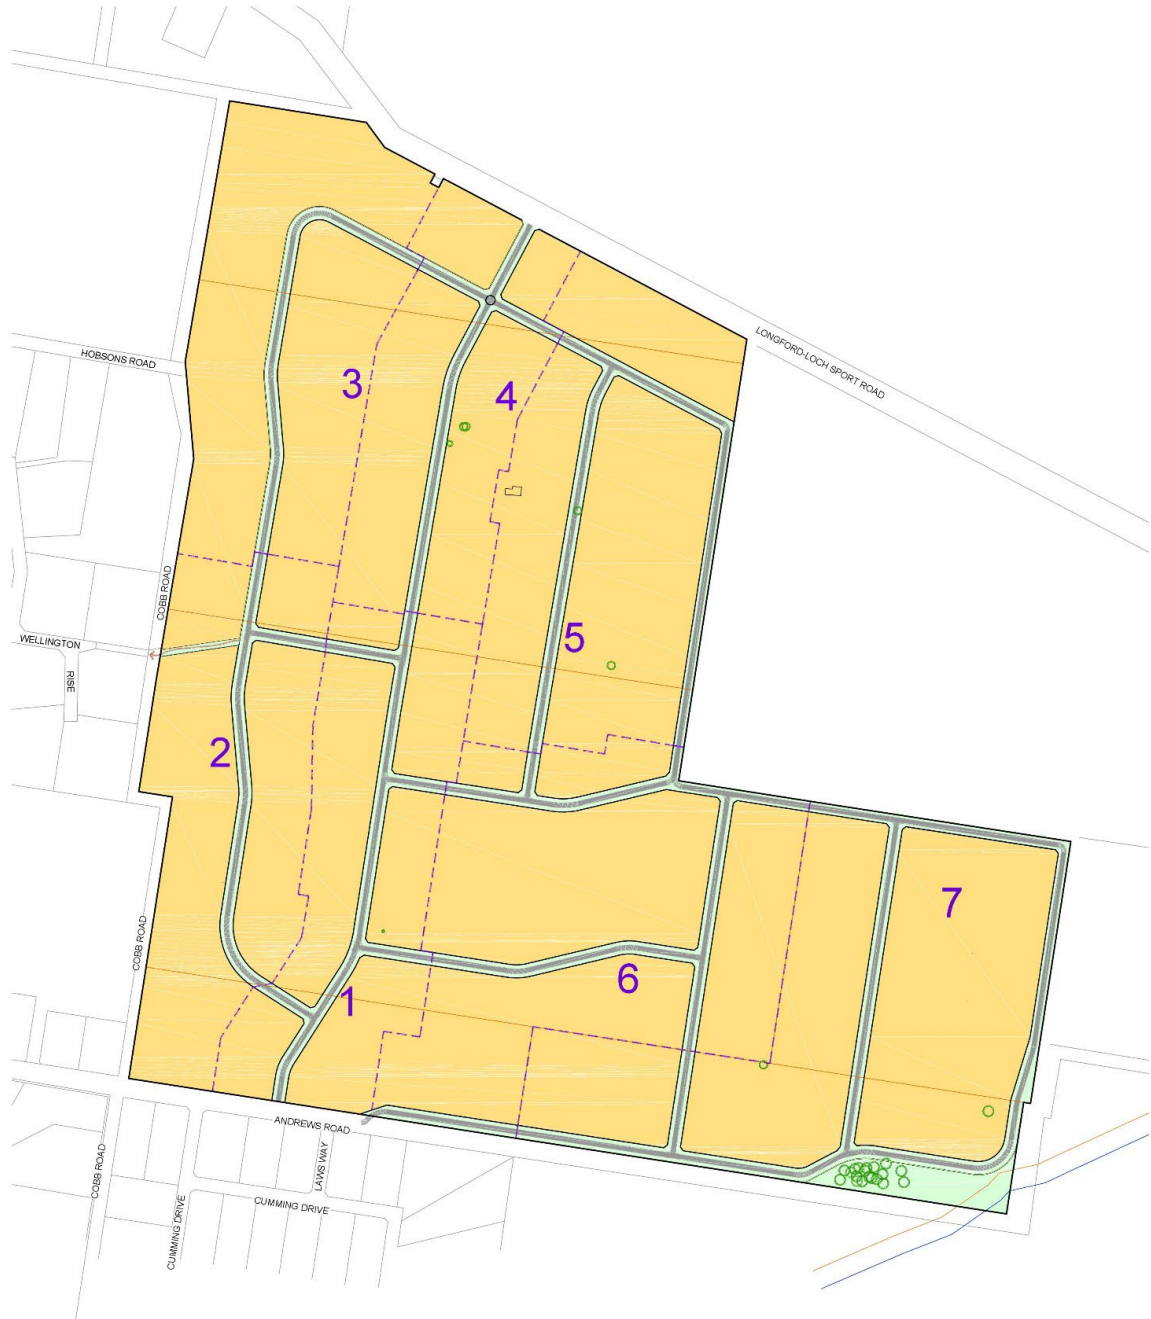 LONGFORD-LOCH SPORT ROAD
HOBSONS ROAD
3
4
COBB ROAD
WELLINGTON
RISE
5
2
7
COBB ROAD
6
1
ANDREWS ROAD
LAWS WAY
COBB ROAD
CUMMING DRIVE
CUMMING DRIVE